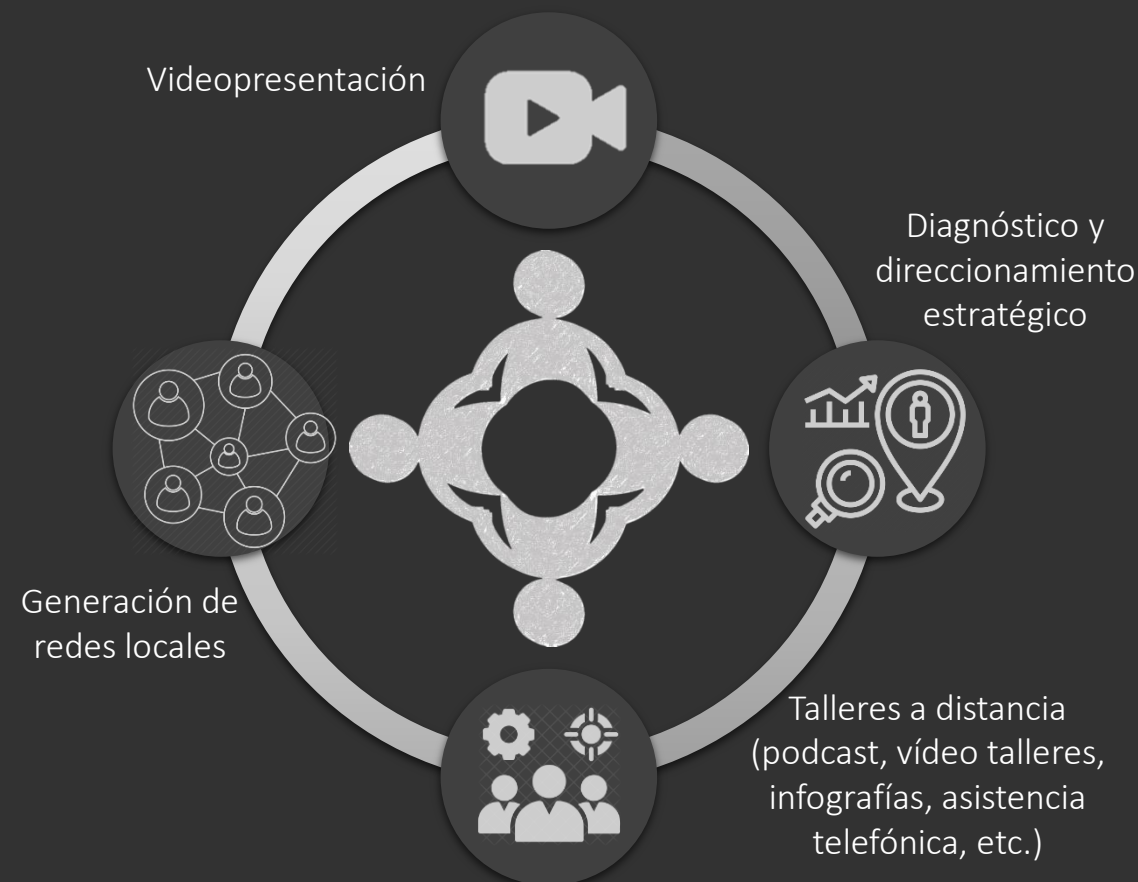 Videopresentación
Diagnóstico y
direccionamiento
estratégico
Talleres a distancia
(podcast, vídeo talleres,
infografías, asistencia
telefónica, etc.)
Generación de
redes locales